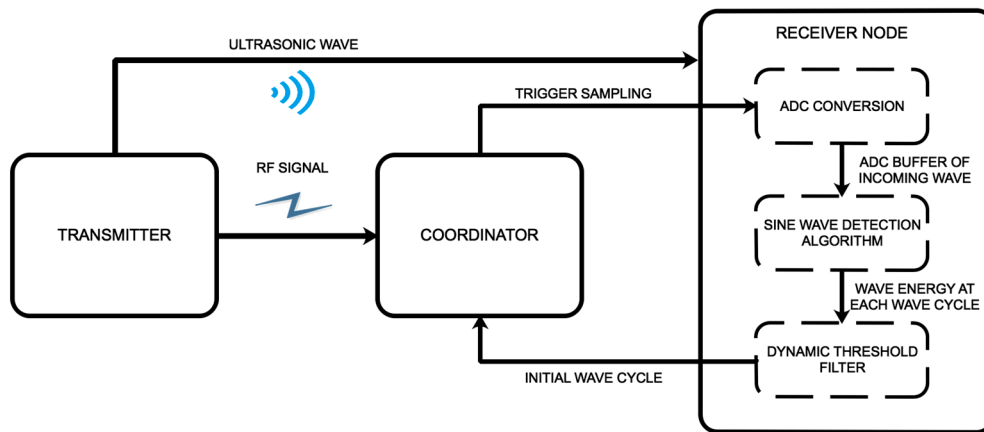 RECEIVER NODE
ULTRASONIC WAVE
TRIGGER SAMPLING
ADC CONVERSION
RF SIGNAL
ADC BUFFER OF
INCOMING WAVE
TRANSMITTER
COORDINATOR
SINE WAVE DETECTION
ALGORITHM
WAVE ENERGY AT
EACH WAVE CYCLE
DYNAMIC THRESHOLD
FILTER
INITIAL WAVE CYCLE